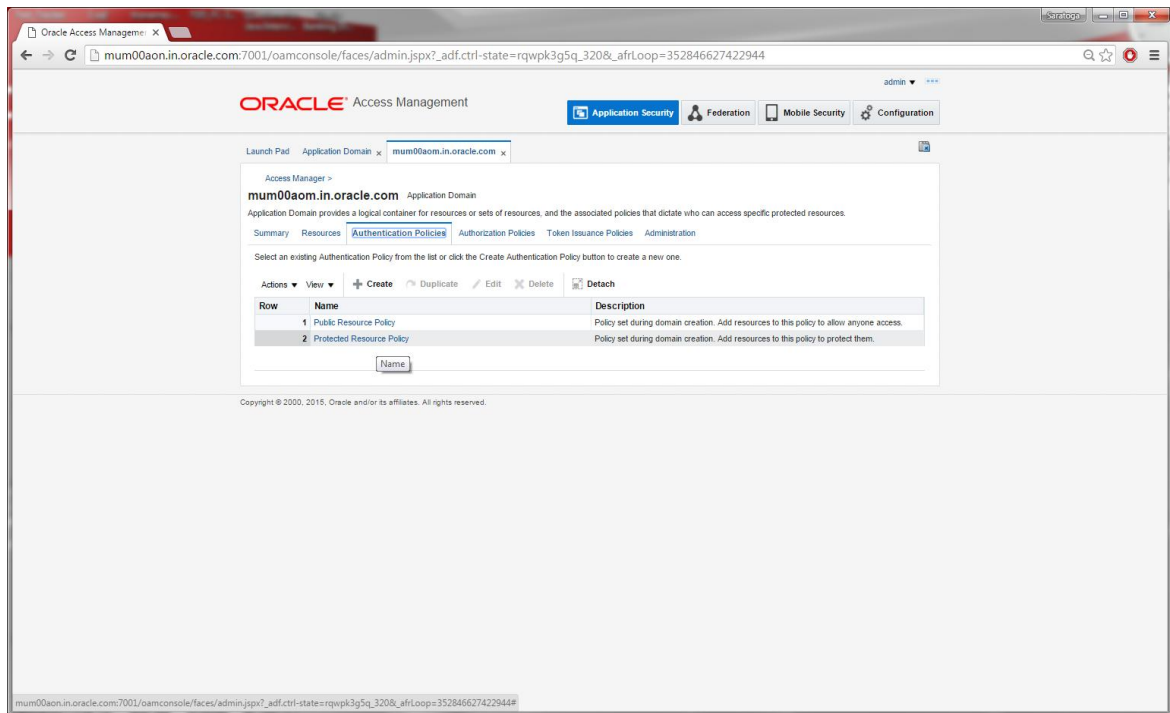 Saratoga
Oracle Access Managemen
mum00aon.in.oracle.com:7001/oamconsole/faces/admin.jspx?_adf.ctrl-state=rqwpk3g5q_320&_afrLoop=352846627422944
admin
ORACLE Access Management
Application Security Federation Mobile Security Configuration
Launch Pad Application Domain mum00aom.in.oracle.com
Access Manager >
mum00aom.in.oracle.com Application Domain
Application Domain provides a logical container for resources or sets of resources, and the associated policies that dictate who can access specific protected resources.
Summary Resources Authentication Policies Authorization Policies Token Issuance Policies Administration
Select an existing Authentication Policy from the list or click the Create Authentication Policy button to create a new one.
Actions View Create Duplicate Edit Delete Detach
Row Name Description
1 Public Resource Policy Policy set during domain creation. Add resources to this policy to allow anyone access.
2 Protected Resource Policy Policy set during domain creation. Add resources to this policy to protect them.
Name
Copyright © 2000, 2015, Oracle and/or its affiliates. All rights reserved.
mum00aon.in.oracle.com:7001/oamconsole/faces/admin.jspx?_adf.ctrl-state=rqwpk3g5q_320&_afrLoop=352846627422944#